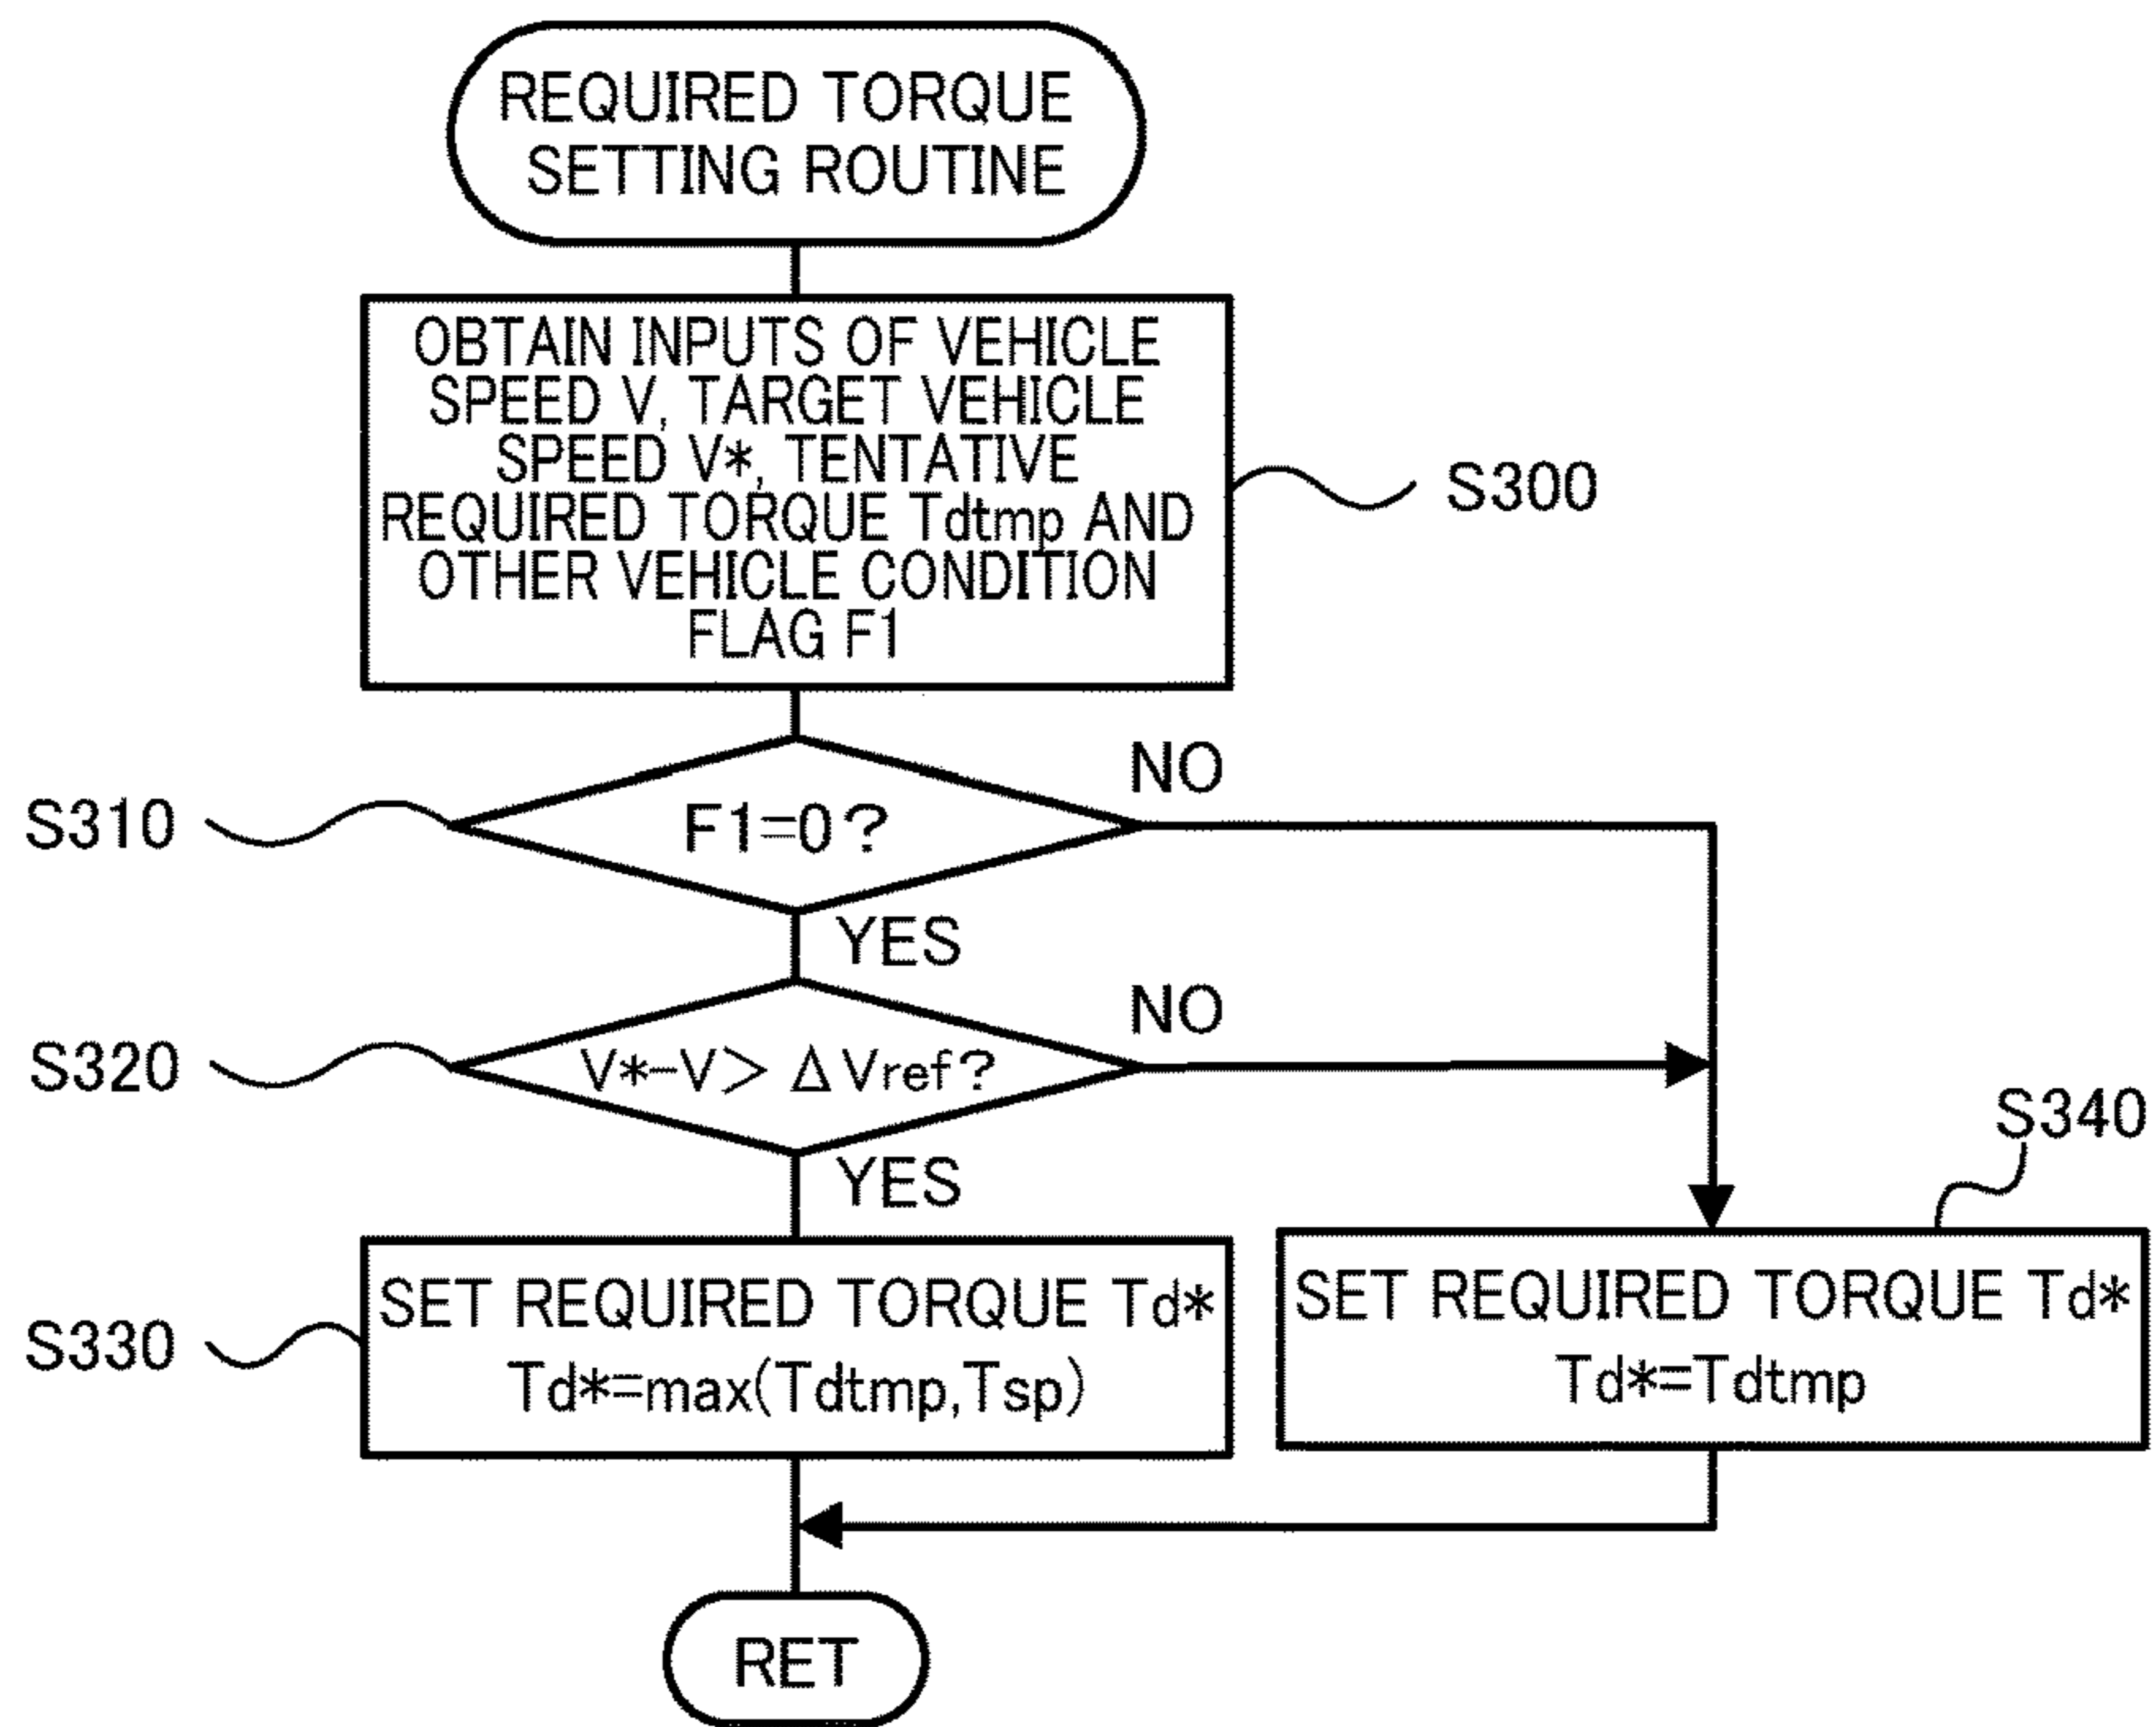 REQUIRED TORQUE
SETTING ROUTINE
OBTAIN INPUTS OF VEHICLE
SPEED V, TARGET VEHICLE
SPEED V*, TENTATIVE
REQUIRED TORQUE Tdtmp AND
OTHER VEHICLE CONDITION
FLAG F1
S300
S310
F1=0?
NO
YES
S320
V*-V> ΔVref?
NO
YES
S330
SET REQUIRED TORQUE Td*
Td*=max(Tdtmp,Tsp)
S340
SET REQUIRED TORQUE Td*
Td*=Tdtmp
RET